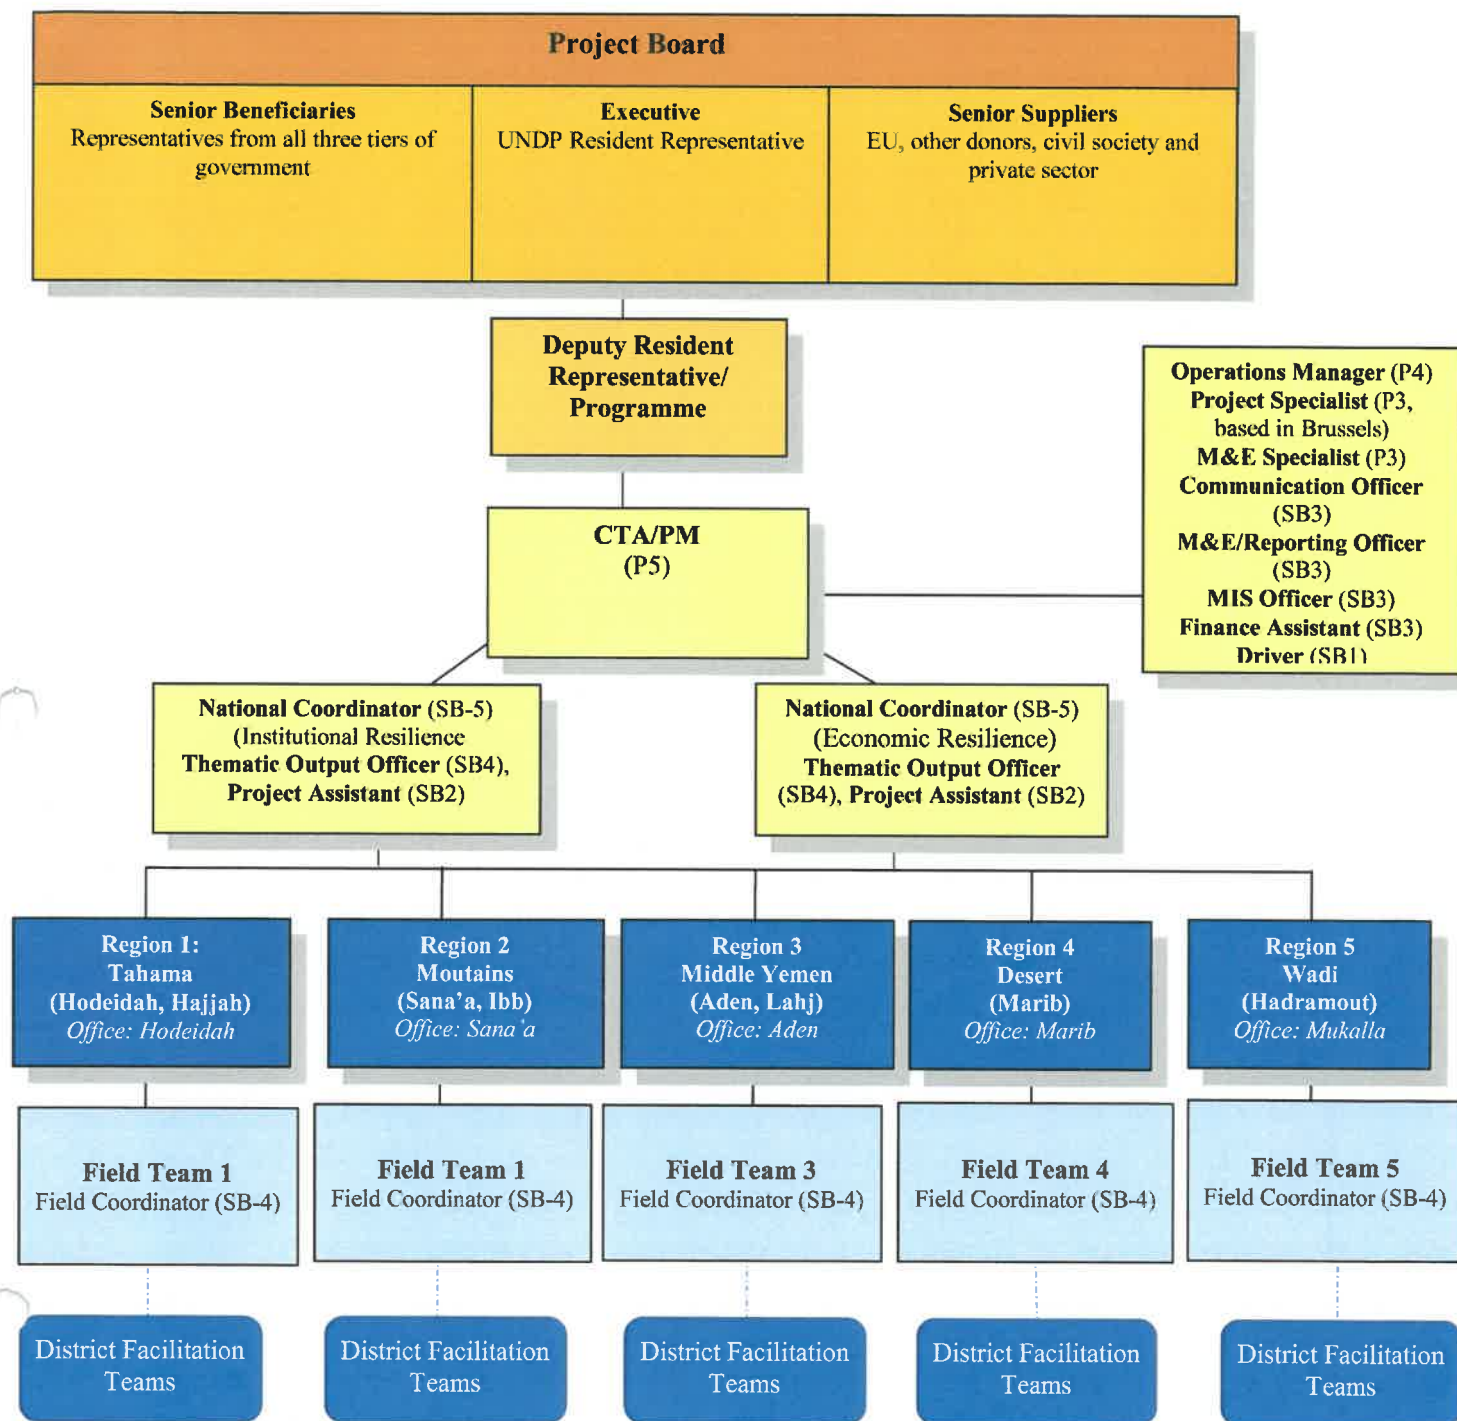 Project Board
Senior Beneficiaries
Representatives from all three tiers of
government
Executive
UNDP Resident Representative
Senior Suppliers
EU, other donors, civil society and
private sector
Deputy Resident
Representative/
Programme
Operations Manager (P4)
Project Specialist (P3,
based in Brussels)
M&E Specialist (P3)
Communication Officer
(SB3)
M&E/Reporting Officer
(SB3)
MIS Officer (SB3)
Finance Assistant (SB3)
Driver (SB1)
CTA/PM
(P5)
National Coordinator (SB-5)
(Institutional Resilience
Thematic Output Officer (SB4),
Project Assistant (SB2)
National Coordinator (SB-5)
(Economic Resilience)
Thematic Output Officer
(SB4), Project Assistant (SB2)
Region 1:
Tahama
(Hodeidah, Hajjah)
Office: Hodeidah
Region 2
Moutains
(Sana'a, Ibb)
Office: Sana'a
Region 3
Middle Yemen
(Aden, Lahj)
Office: Aden
Region 4
Desert
(Marib)
Office: Marib
Region 5
Wadi
(Hadramout)
Office: Mukalla
Field Team 1
Field Coordinator (SB-4)
Field Team 1
Field Coordinator (SB-4)
Field Team 3
Field Coordinator (SB-4)
Field Team 4
Field Coordinator (SB-4)
Field Team 5
Field Coordinator (SB-4)
District Facilitation
Teams
District Facilitation
Teams
District Facilitation
Teams
District Facilitation
Teams
District Facilitation
Teams